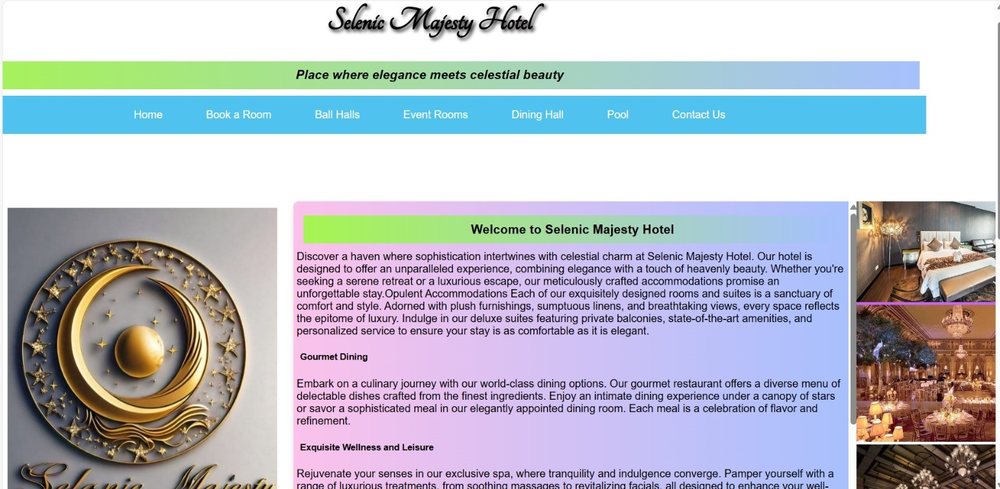 Selenic Majesty Hotel
Place where elegance meets celestial beauty
Home Book a Room Ball Halls Event Rooms Dining Hall Pool Contact Us
Selenic Majesty
Welcome to Selenic Majesty Hotel
Discover a haven where sophistication intertwines with celestial charm at Selenic Majesty Hotel. Our hotel is
designed to offer an unparalleled experience, combining elegance with a touch of heavenly beauty. Whether you're
seeking a serene retreat or a luxurious escape, our meticulously crafted accommodations promise an
unforgettable stay.Opulent Accommodations Each of our exquisitely designed rooms and suites is a sanctuary of
comfort and style. Adorned with plush furnishings, sumptuous linens, and breathtaking views, every space reflects
the epitome of luxury. Indulge in our deluxe suites featuring private balconies, state-of-the-art amenities, and
personalized service to ensure your stay is as comfortable as it is elegant.
Gourmet Dining
Embark on a culinary journey with our world-class dining options. Our gourmet restaurant offers a diverse menu of
delectable dishes crafted from the finest ingredients. Enjoy an intimate dining experience under a canopy of stars
or savor a sophisticated meal in our elegantly appointed dining room. Each meal is a celebration of flavor and
refinement.
Exquisite Wellness and Leisure
Rejuvenate your senses in our exclusive spa, where tranquility and indulgence converge. Pamper yourself with a
range of luxurious treatments, from soothing massages to revitalizing facials, all designed to enhance your well-